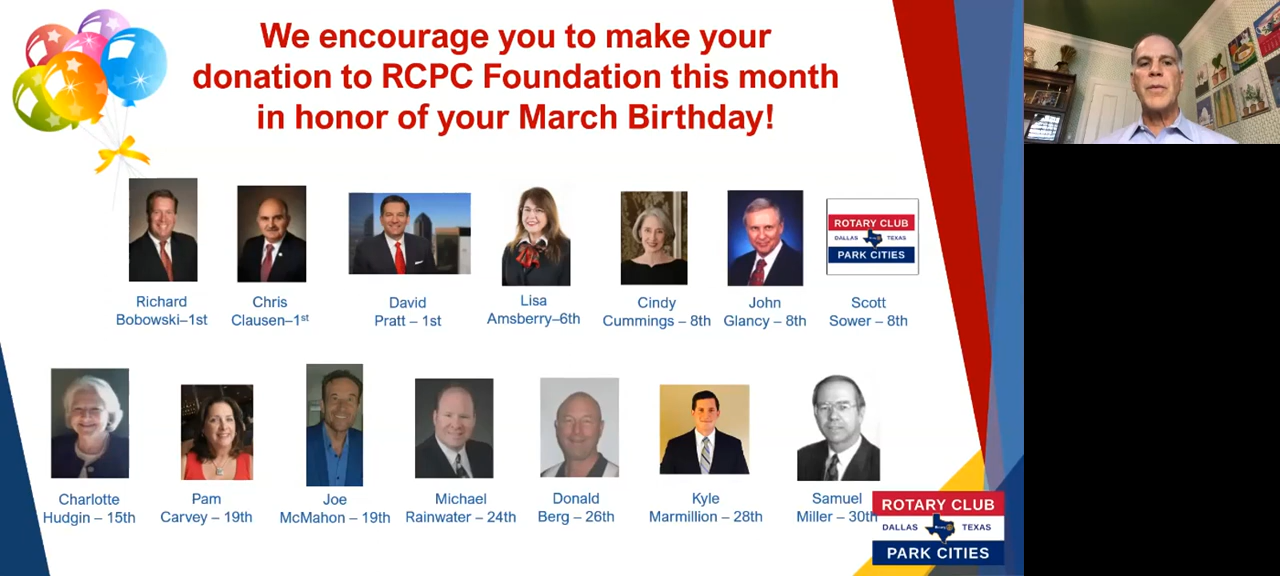 We encourage you to make your
donation to RCPC Foundation this month
in honor of your March Birthday!
Richard
Bobowski–1st
Chris
Clausen–1st
David
Pratt – 1st
Lisa
Amsberry–6th
Cindy
Cummings – 8th
John
Glancy – 8th
ROTARY CLUB
DALLAS TEXAS
PARK CITIES
Scott
Sower – 8th
Charlotte
Hudgin – 15th
Pam
Carvey – 19th
Joe
McMahon – 19th
Michael
Rainwater – 24th
Donald
Berg – 26th
Kyle
Marmillion – 28th
Samuel
Miller – 30th
ROTARY CLUB
DALLAS TEXAS
PARK CITIES